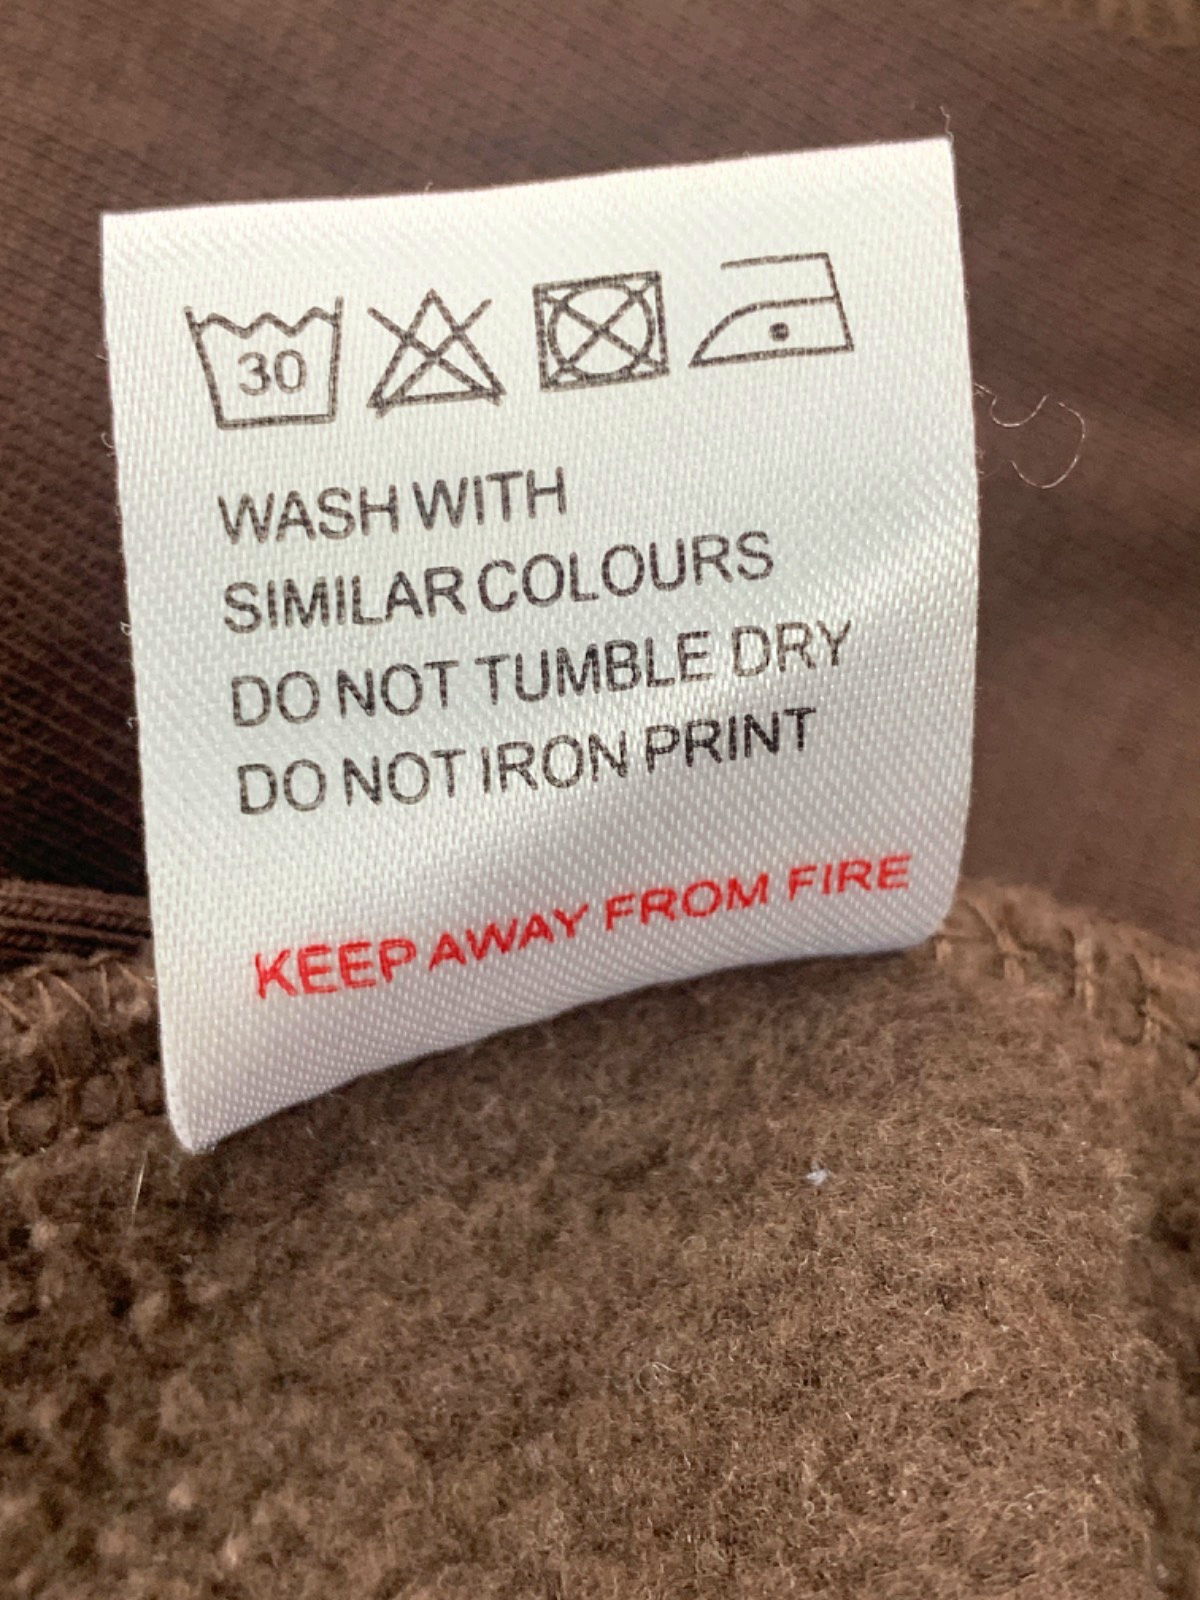 30
WASH WITH
SIMILAR COLOURS
DO NOT TUMBLE DRY
DO NOT IRON PRINT
KEEP AWAY FROM FIRE